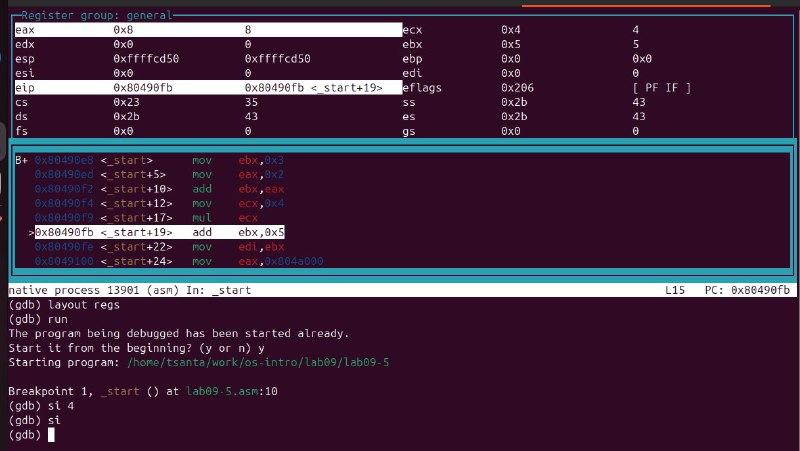 Register group: general
eax 0x8 8 ecx 0x4 4
edx 0x0 0 ebx 0x5 5
esp 0xffffcd50 0xffffcd50 ebp 0x0 0x0
esi 0x0 0 edi 0x0 0
eip 0x80490fb 0x80490fb <_start+19> eflags 0x206 [ PF IF ]
cs 0x23 35 ss 0x2b 43
ds 0x2b 43 es 0x2b 43
fs 0x0 0 gs 0x0 0
B+ 0x80490e8 <_start> mov ebx,0x3
0x80490ed <_start+5> mov eax,0x2
0x80490f2 <_start+10> add ebx,eax
0x80490f4 <_start+12> mov ecx,0x4
0x80490f9 <_start+17> mul ecx
>0x80490fb <_start+19> add ebx,0x5
0x80490fe <_start+22> mov edi,ebx
0x8049100 <_start+24> mov eax,0x804a000
native process 13901 (asm) In: _start L15 PC: 0x80490fb
(gdb) layout regs
(gdb) run
The program being debugged has been started already.
Start it from the beginning? (y or n) y
Starting program: /home/tsanta/work/os-intro/lab09/lab09-5
Breakpoint 1, _start () at lab09-5.asm:10
(gdb) si 4
(gdb) si
(gdb)